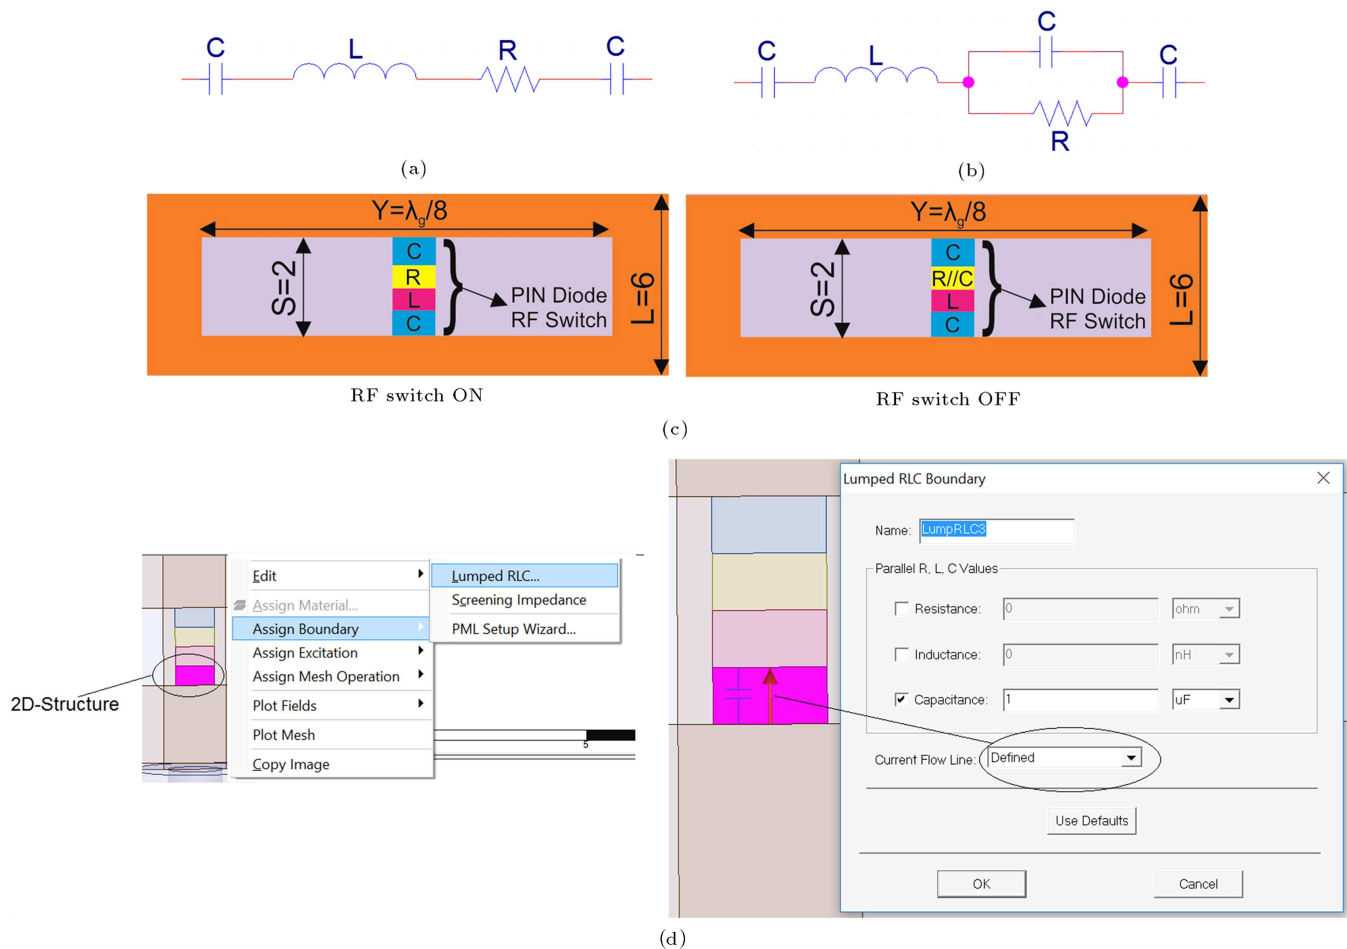 C
L
R
C
(a)
C
L
C
R
C
(b)
Y=λg/8
S=2
C
R
L
C
PIN Diode
RF Switch
L=6
RF switch ON
Y=λg/8
S=2
C
R//C
L
C
PIN Diode
RF Switch
L=6
RF switch OFF
(c)
2D-Structure
Edit
Assign Material...
Assign Boundary
Assign Excitation
Assign Mesh Operation
Plot Fields
Plot Mesh
Copy Image
Lumped RLC...
Screening Impedance
PML Setup Wizard...
5
Lumped RLC Boundary
Name: LumpRLC3
Parallel R, L, C Values
Resistance: 0 ohm
Inductance: 0 nH
Capacitance: 1 uF
Current Flow Line: Defined
Use Defaults
OK Cancel
(d)